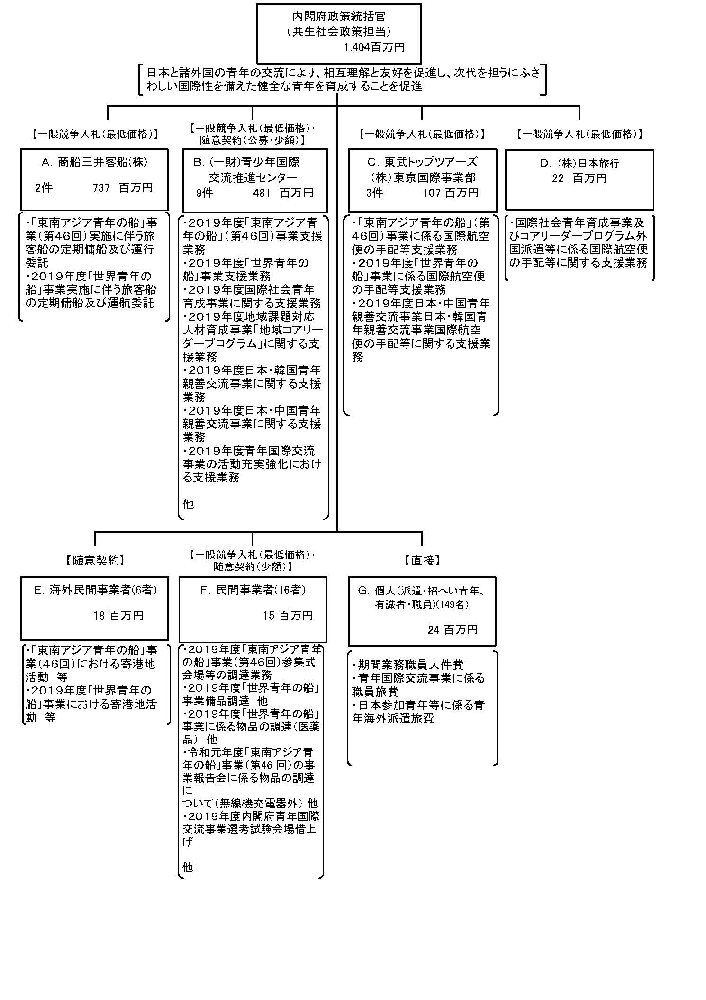 内閣府政策統括官
（共生社会政策担当）
1,404百万円
日本と諸外国の青年の交流により、相互理解と友好を促進し、次代を担うにふさ
わしい国際性を備えた健全な青年を育成することを促進
【一般競争入札（最低価格）】
A．商船三井客船(株)
2件　737　百万円
・「東南アジア青年の船」事
業（第４６回）実施に伴う旅
客船の定期傭船及び運行
委託
・２０１９年度「世界青年の
船」事業実施に伴う旅客船
の定期傭船及び運航委託
【一般競争入札（最低価格）・
随意契約（公募・少額）】
B．(一財)青少年国際
交流推進センター
9件　481　百万円
・２０１９年度「東南アジア青
年の船」（第４６回）事業支援
業務
・２０１９年度「世界青年の
船」事業支援業務
・２０１９年度国際社会青年
育成事業に関する支援業務
・２０１９年度地域課題対応
人材育成事業「地域コアリー
ダープログラム」に関する支
援業務
・２０１９年度日本・韓国青年
親善交流事業に関する支援
業務
・２０１９年度日本・中国青年
親善交流事業に関する支援
業務
・２０１９年度青年国際交流
事業の活動充実強化におけ
る支援業務
他
【一般競争入札（最低価格）】
C．東武トップツアーズ
（株）東京国際事業部
3件　107 百万円
・「東南アジア青年の船」（第
４６回）事業に係る国際航空
便の手配等支援業務
・２０１９年度「世界青年の
船」事業に係る国際航空便
の手配等支援業務
・２０１９年度日本・中国青年
親善交流事業日本・韓国青
年親善交流事業国際航空
便の手配等に関する支援業
務
【一般競争入札（最低価格）】
D．（株）日本旅行
22　百万円
・国際社会青年育成事業及
びコアリーダープログラム外
国派遣等に係る国際航空便
の手配等に関する支援業務
【随意契約】
E．海外民間事業者(6者)
18 百万円
・「東南アジア青年の船」事
業（４６回）における寄港地
活動　等
・２０１９年度「世界青年の
船」事業における寄港地活
動　等
【一般競争入札（最低価格）・
随意契約（少額）】
F．民間事業者(16者)
15 百万円
・２０１９年度「東南アジア青年
の船」事業（第４６回）参集式
会場等の調達業務
・２０１９年度「世界青年の船」
事業備品調達　他
・２０１９年度「世界青年の船」
事業に係る物品の調達（医薬
品）　他
・令和元年度「東南アジア青
年の船」事業（第46 回）の事
業報告会に係る物品の調達
に
ついて（無線機充電器外） 他
・２０１９年度内閣府青年国際
交流事業選考試験会場借上
げ
他
【直接】
G．個人（派遣・招へい青年、
有識者・職員）(149名)
24 百万円
・期間業務職員人件費
・青年国際交流事業に係る
職員旅費
・日本参加青年等に係る青
年海外派遣旅費